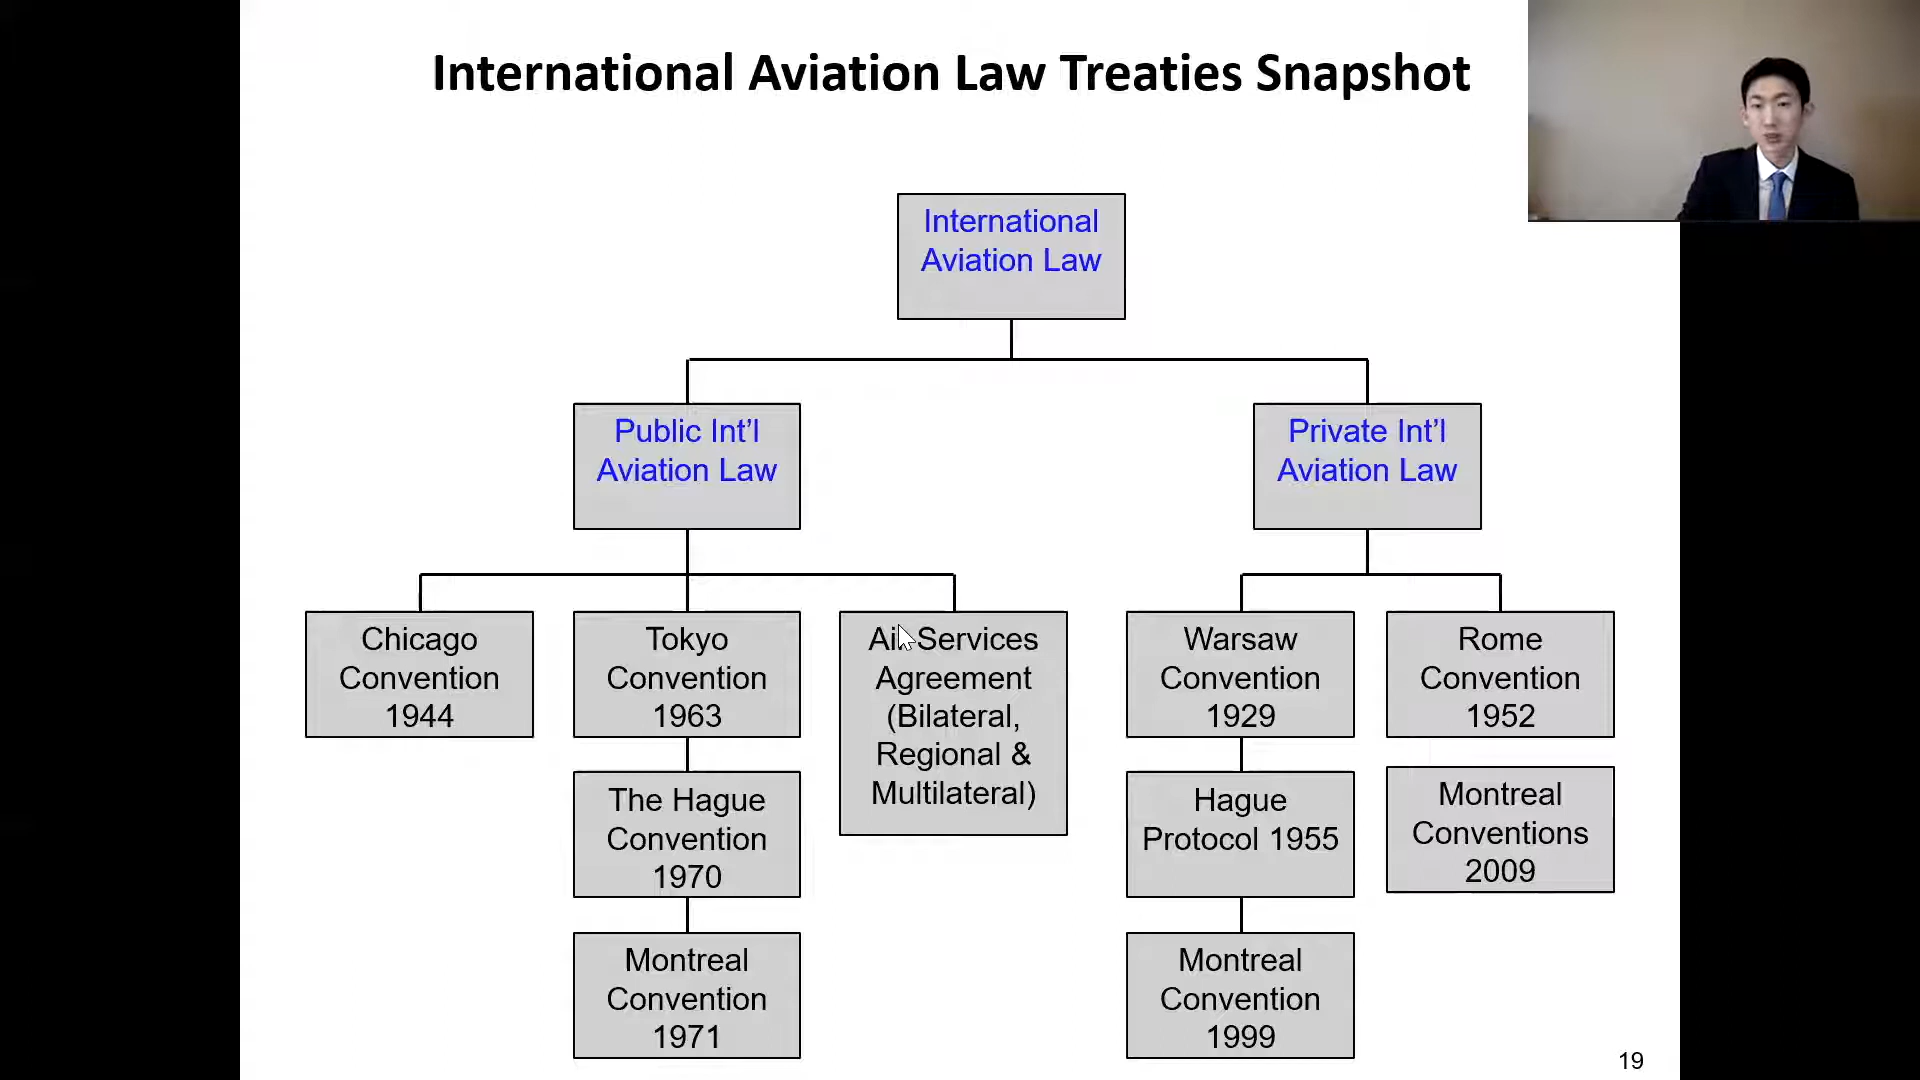 International Aviation Law Treaties Snapshot
International
Aviation Law
Public Int’l
Aviation Law
Private Int’l
Aviation Law
Chicago
Convention
1944
Tokyo
Convention
1963
Air Services
Agreement
(Bilateral,
Regional &
Multilateral)
Warsaw
Convention
1929
Rome
Convention
1952
The Hague
Convention
1970
Hague
Protocol 1955
Montreal
Conventions
2009
Montreal
Convention
1971
Montreal
Convention
1999
19